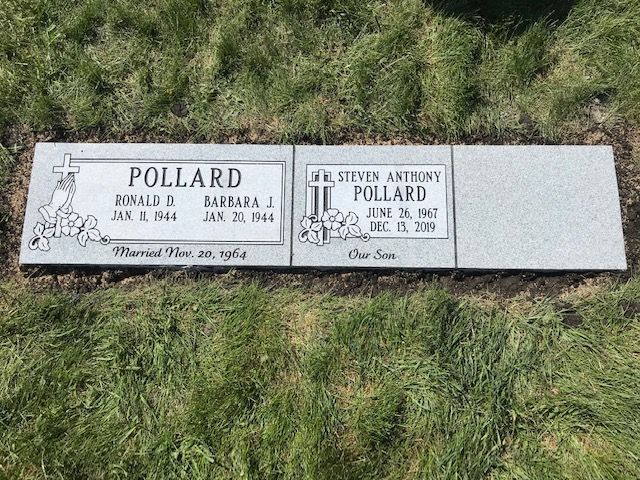 POLLARD
RONALD D. BARBARA J.
JAN. 11, 1944 JAN. 20, 1944
Married Nov. 20, 1964
STEVEN ANTHONY
POLLARD
JUNE 26, 1967
DEC. 13, 2019
Our Son